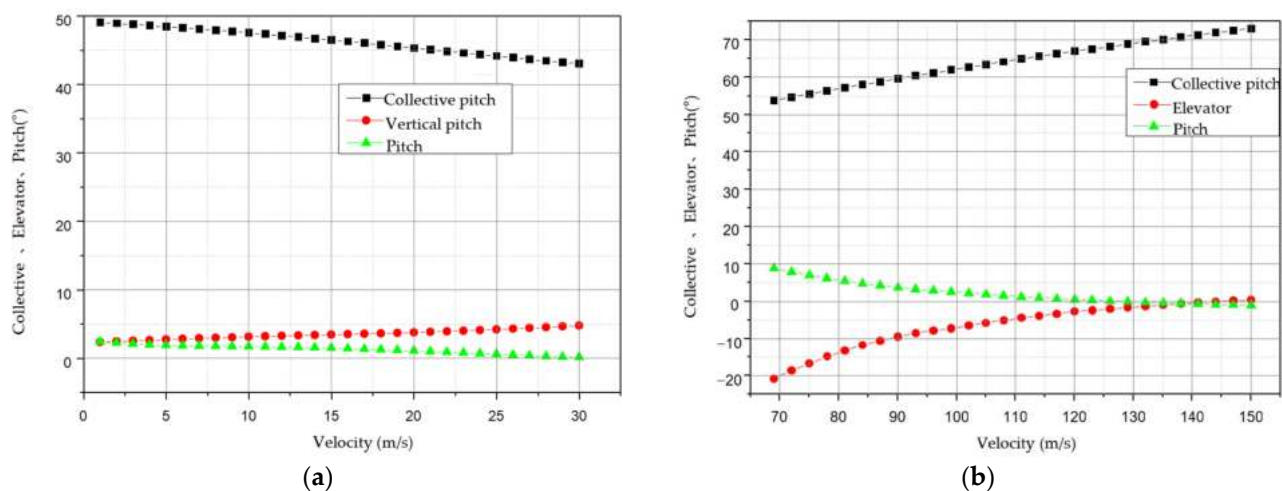 50
40
30
20
10
0
Collective 、Elevator、Pitch(°)
Collective pitch
Vertical pitch
Pitch
0 5 10 15 20 25 30
Velocity (m/s)
(a)
70
60
50
40
30
20
10
0
−10
−20
Collective 、Elevator、Pitch(°)
Collective pitch
Elevator
Pitch
70 80 90 100 110 120 130 140 150
Velocity (m/s)
(b)